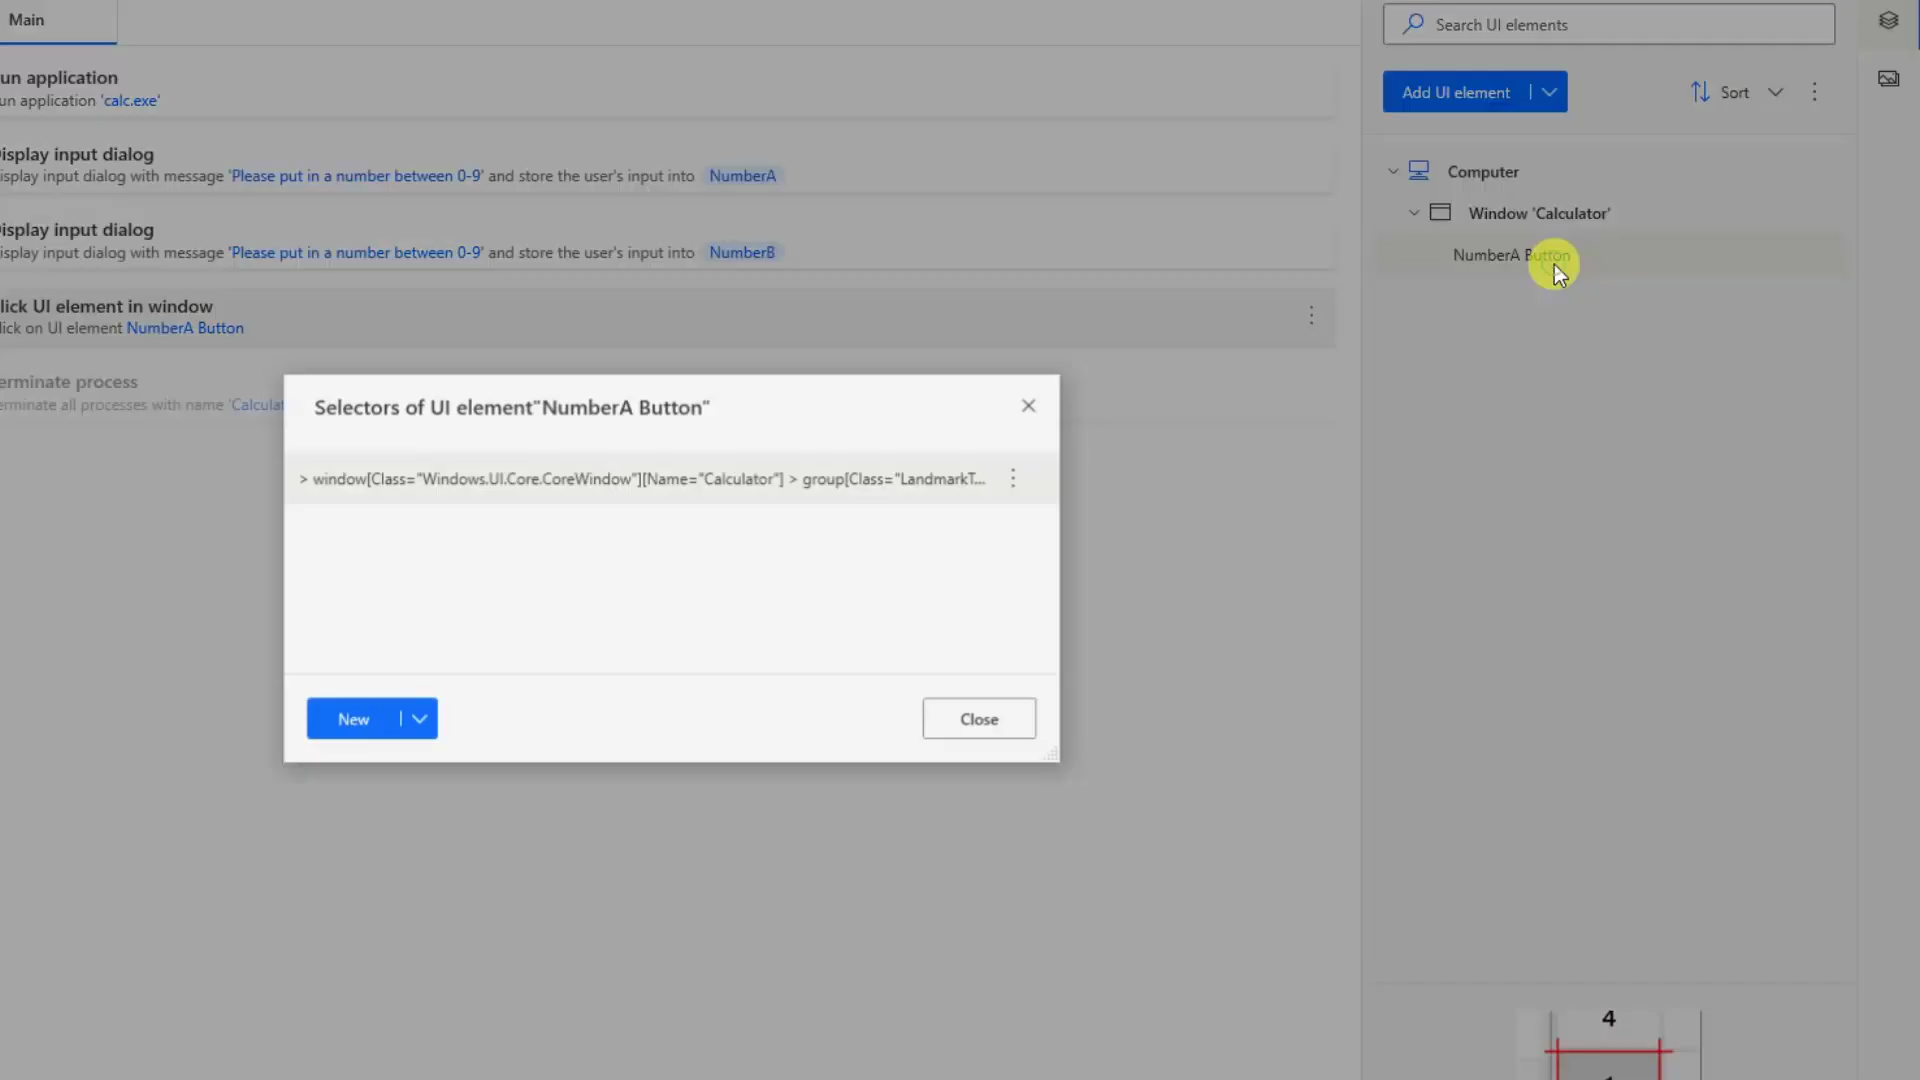 Main
un application
un application 'calc.exe'
isplay input dialog
isplay input dialog with message 'Please put in a number between 0-9' and store the user's input into NumberA
isplay input dialog
isplay input dialog with message 'Please put in a number between 0-9' and store the user's input into NumberB
lick UI element in window
lick on UI element NumberA Button
erminate process
erminate all processes with name 'Calculat
Selectors of UI element"NumberA Button"
> window[Class="Windows.UI.Core.CoreWindow"][Name="Calculator"] > group[Class="LandmarkT...
New
Close
Search UI elements
Add UI element
Sort
Computer
Window 'Calculator'
NumberA Button
4